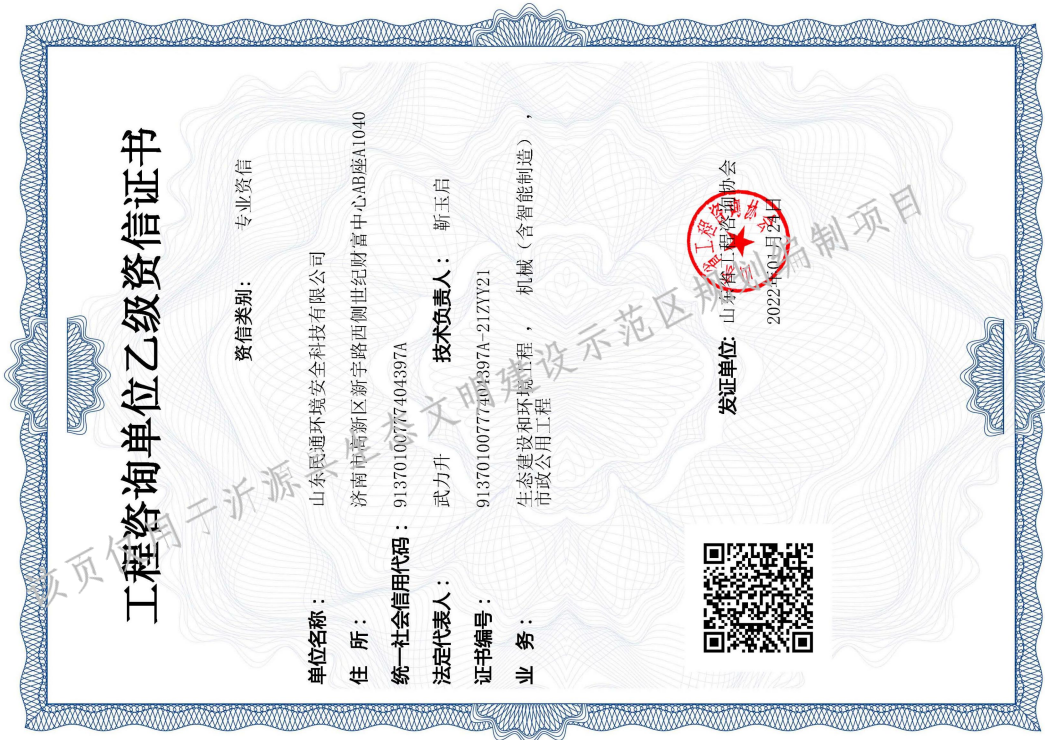 工程咨询单位乙级资信证书
资信类别： 专业资信
单位名称： 山东民通环境安全科技有限公司
住 所： 济南市高新区新宇路西侧世纪财富中心AB座A1040
统一社会信用代码： 91370100777404397A
法定代表人： 武力升 技术负责人： 靳玉启
证书编号： 91370100777404397A-21ZYY21
业 务： 生态建设和环境工程 ， 机械（含智能制造） ，
市政公用工程
发证单位: 山东省工程咨询协会
2022年01月24日
该页仅用于沂源县生态文明建设示范区规划编制项目